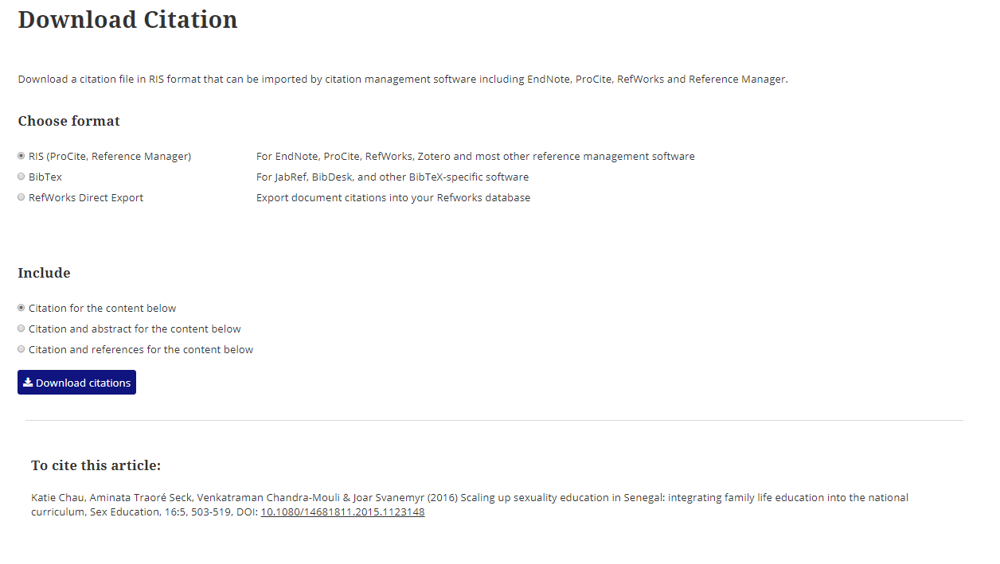 Download Citation
Download a citation file in RIS format that can be imported by citation management software including EndNote, ProCite, RefWorks and Reference Manager.
Choose format
RIS (ProCite, Reference Manager) For EndNote, ProCite, RefWorks, Zotero and most other reference management software
BibTex For JabRef, BibDesk, and other BibTeX-specific software
RefWorks Direct Export Export document citations into your Refworks database
Include
Citation for the content below
Citation and abstract for the content below
Citation and references for the content below
Download citations
To cite this article:
Katie Chau, Aminata Traoré Seck, Venkatraman Chandra-Mouli & Joar Svanemyr (2016) Scaling up sexuality education in Senegal: integrating family life education into the national
curriculum, Sex Education, 16:5, 503-519, DOI: 10.1080/14681811.2015.1123148